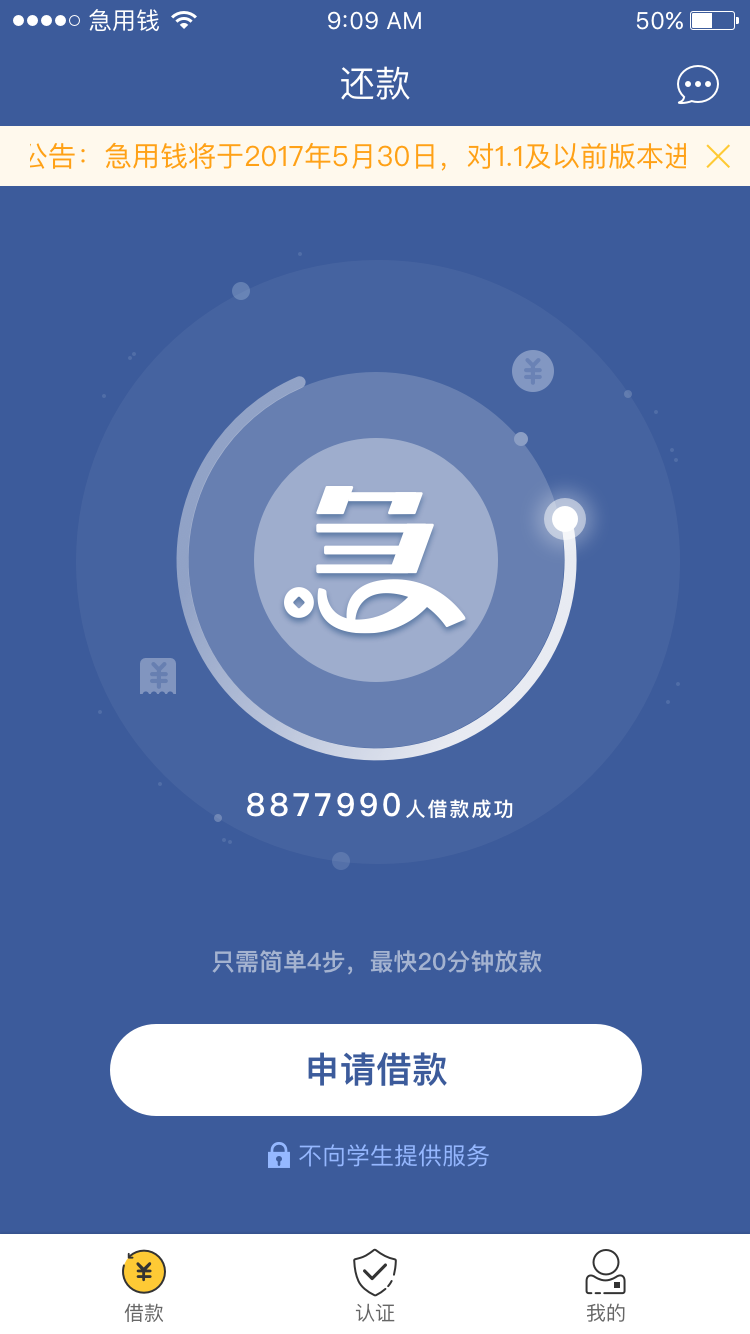 急用钱 9:09 AM 50%
还款
公告：急用钱将于2017年5月30日，对1.1及以前版本进
¥
急
¥
8877990人借款成功
只需简单4步，最快20分钟放款
申请借款
不向学生提供服务
¥
借款 认证 我的